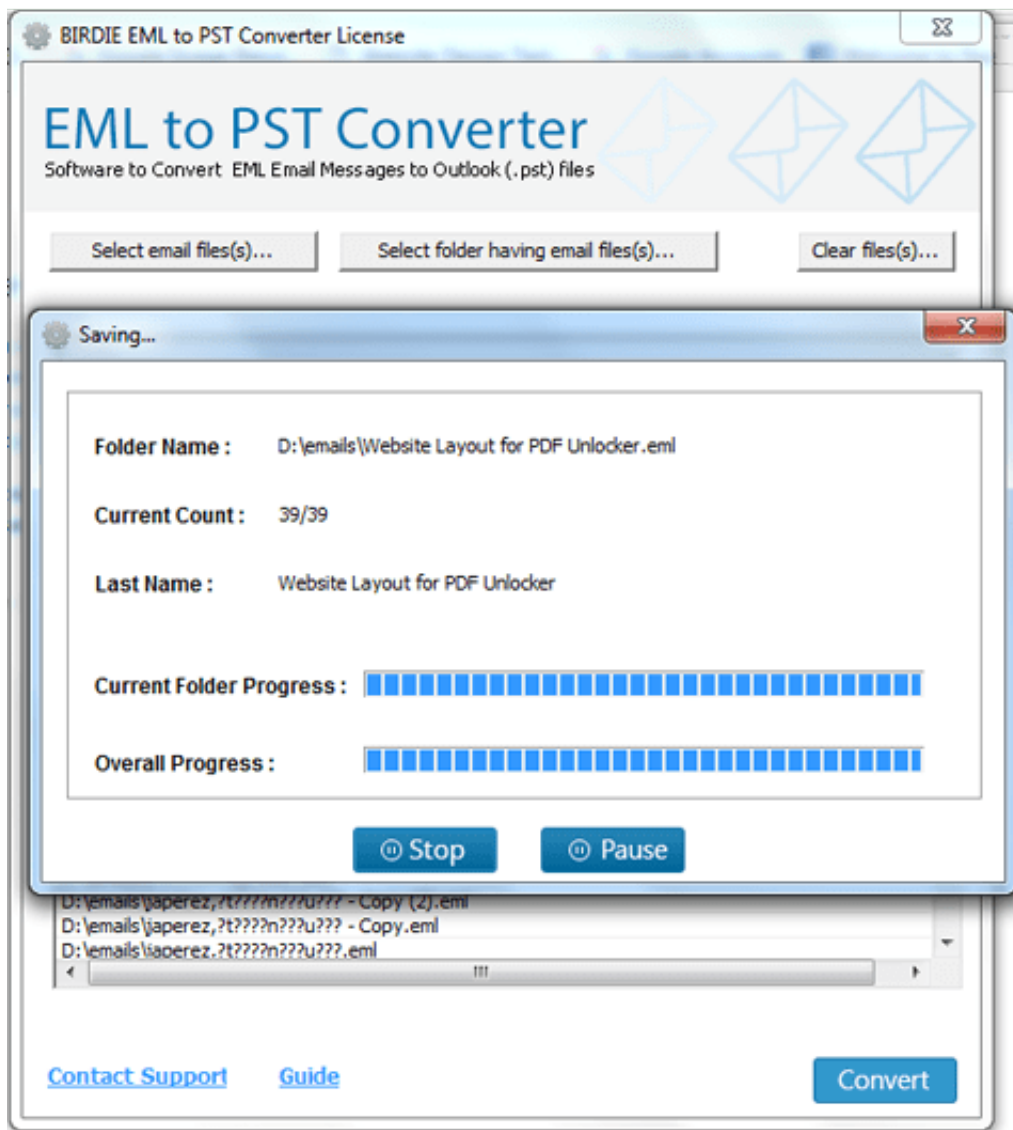 BIRDIE EML to PST Converter License
EML to PST Converter
Software to Convert EML Email Messages to Outlook (.pst) files
Select email files(s)... Select folder having email files(s)... Clear files(s)...
Saving...
Folder Name : D:\emails\Website Layout for PDF Unlocker.eml
Current Count : 39/39
Last Name : Website Layout for PDF Unlocker
Current Folder Progress :
Overall Progress :
Stop Pause
D:\emails\japerez,?t????n???u??? - Copy (2).eml
D:\emails\japerez,?t????n???u??? - Copy.eml
D:\emails\japerez,?t????n???u???.eml
Contact Support Guide Convert